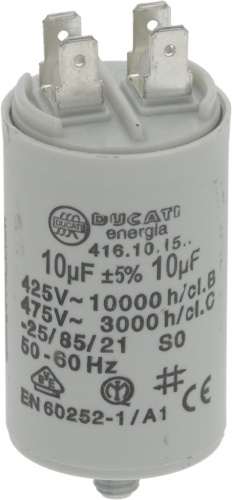 DUCATI
energia
416.10.15..
10µF ±5% 10µF
425V~ 10000 h/cl.B
475V~ 3000 h/cl.C
-25/85/21 S0
50-60 Hz
EN 60252-1/A1